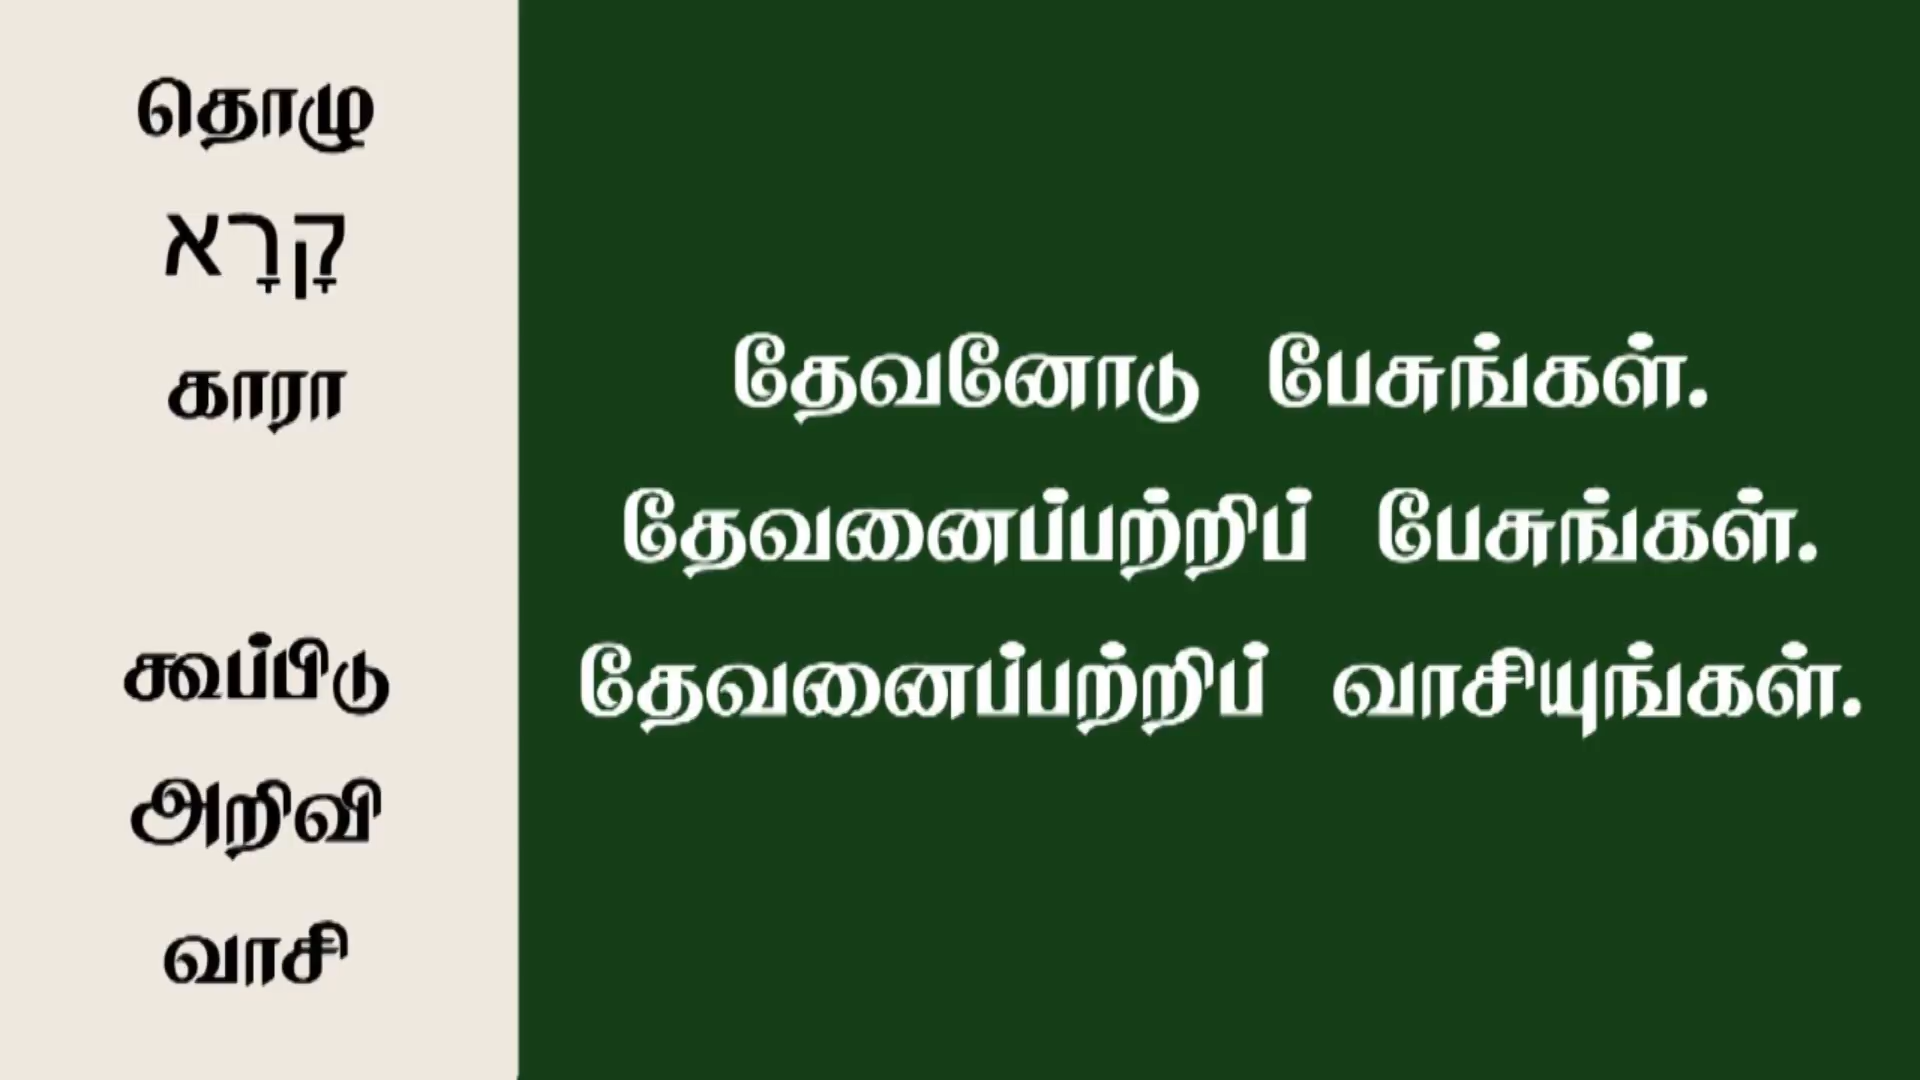 தொழு
קָרָא
காரா
கூப்பிடு
அறிவி
வாசி
தேவனோடு பேசுங்கள்.
தேவனைப்பற்றிப் பேசுங்கள்.
தேவனைப்பற்றிப் வாசியுங்கள்.